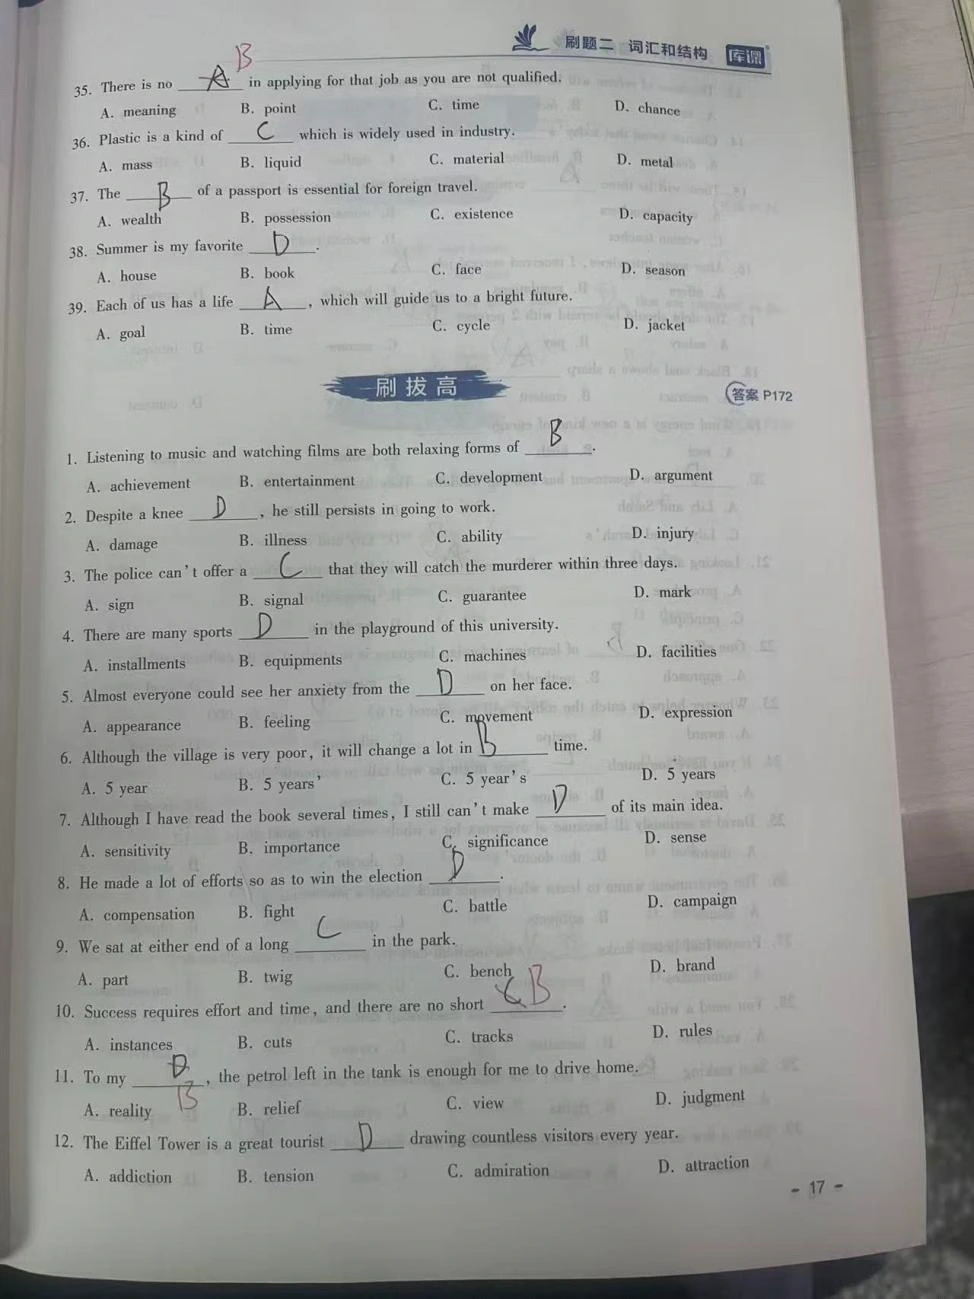 刷题二 词汇和结构 库课
B
35. There is no A in applying for that job as you are not qualified.
A. meaning B. point C. time D. chance
36. Plastic is a kind of C which is widely used in industry.
A. mass B. liquid C. material D. metal
37. The B of a passport is essential for foreign travel.
A. wealth B. possession C. existence D. capacity
38. Summer is my favorite D.
A. house B. book C. face D. season
39. Each of us has a life A, which will guide us to a bright future.
A. goal B. time C. cycle D. jacket
刷拔高
答案 P172
1. Listening to music and watching films are both relaxing forms of B.
A. achievement B. entertainment C. development D. argument
2. Despite a knee D, he still persists in going to work.
A. damage B. illness C. ability D. injury
3. The police can't offer a C that they will catch the murderer within three days.
A. sign B. signal C. guarantee D. mark
4. There are many sports D in the playground of this university.
A. installments B. equipments C. machines D. facilities
5. Almost everyone could see her anxiety from the D on her face.
A. appearance B. feeling C. movement D. expression
6. Although the village is very poor, it will change a lot in B time.
A. 5 year B. 5 years' C. 5 year's D. 5 years
7. Although I have read the book several times, I still can't make D of its main idea.
A. sensitivity B. importance C. significance D. sense
8. He made a lot of efforts so as to win the election D.
A. compensation B. fight C. battle D. campaign
9. We sat at either end of a long C in the park.
A. part B. twig C. bench D. brand
10. Success requires effort and time, and there are no short C B.
A. instances B. cuts C. tracks D. rules
11. To my D, the petrol left in the tank is enough for me to drive home.
B
A. reality B. relief C. view D. judgment
12. The Eiffel Tower is a great tourist D drawing countless visitors every year.
A. addiction B. tension C. admiration D. attraction
- 17 -